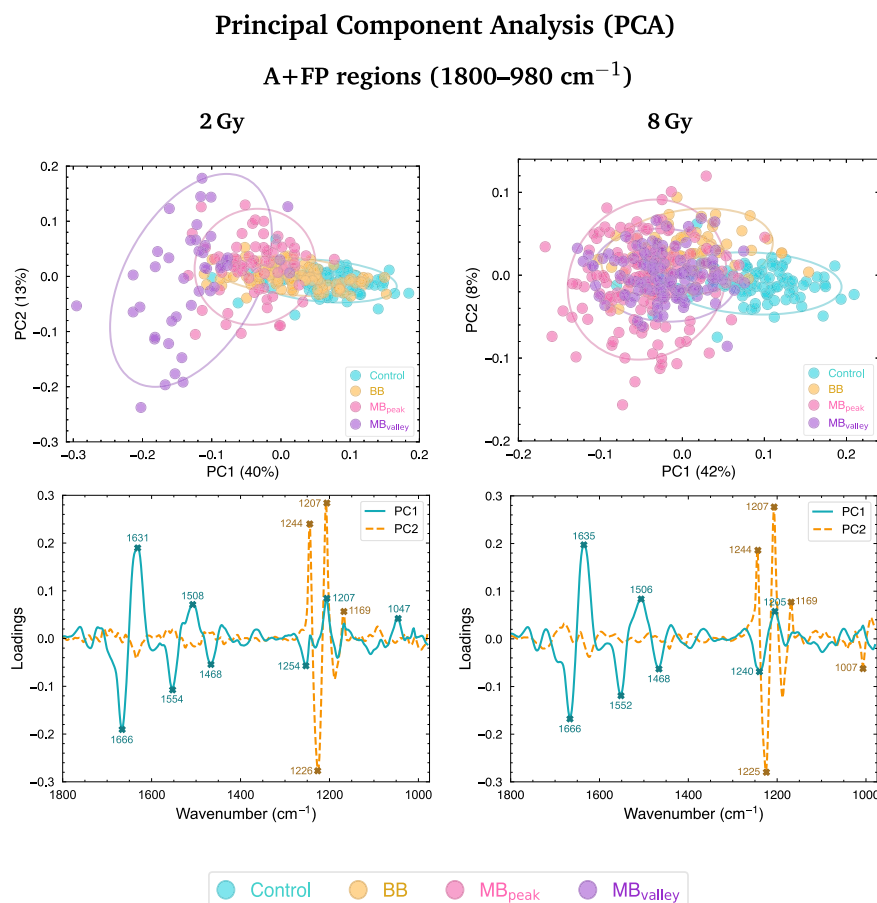 Principal Component Analysis (PCA)
A+FP regions (1800–980 cm⁻¹)
2 Gy
8 Gy
PC2 (13%)
0.2
0.1
0.0
−0.1
−0.2
−0.3
Control
BB
MBpeak
MBvalley
−0.3
−0.2
−0.1
0.0
0.1
0.2
PC1 (40%)
PC2 (8%)
0.1
0.0
−0.1
−0.2
Control
BB
MBpeak
MBvalley
−0.2
−0.1
0.0
0.1
0.2
PC1 (42%)
Loadings
0.3
0.2
0.1
0.0
−0.1
−0.2
−0.3
PC1
PC2
1207
1244
1631
1508
1207
1169
1047
1254
1468
1554
1666
1226
1800
1600
1400
1200
1000
Wavenumber (cm⁻¹)
Loadings
0.3
0.2
0.1
0.0
−0.1
−0.2
−0.3
PC1
PC2
1207
1244
1635
1506
1205
1169
1240
1007
1468
1552
1666
1225
1800
1600
1400
1200
1000
Wavenumber (cm⁻¹)
Control
BB
MBpeak
MBvalley